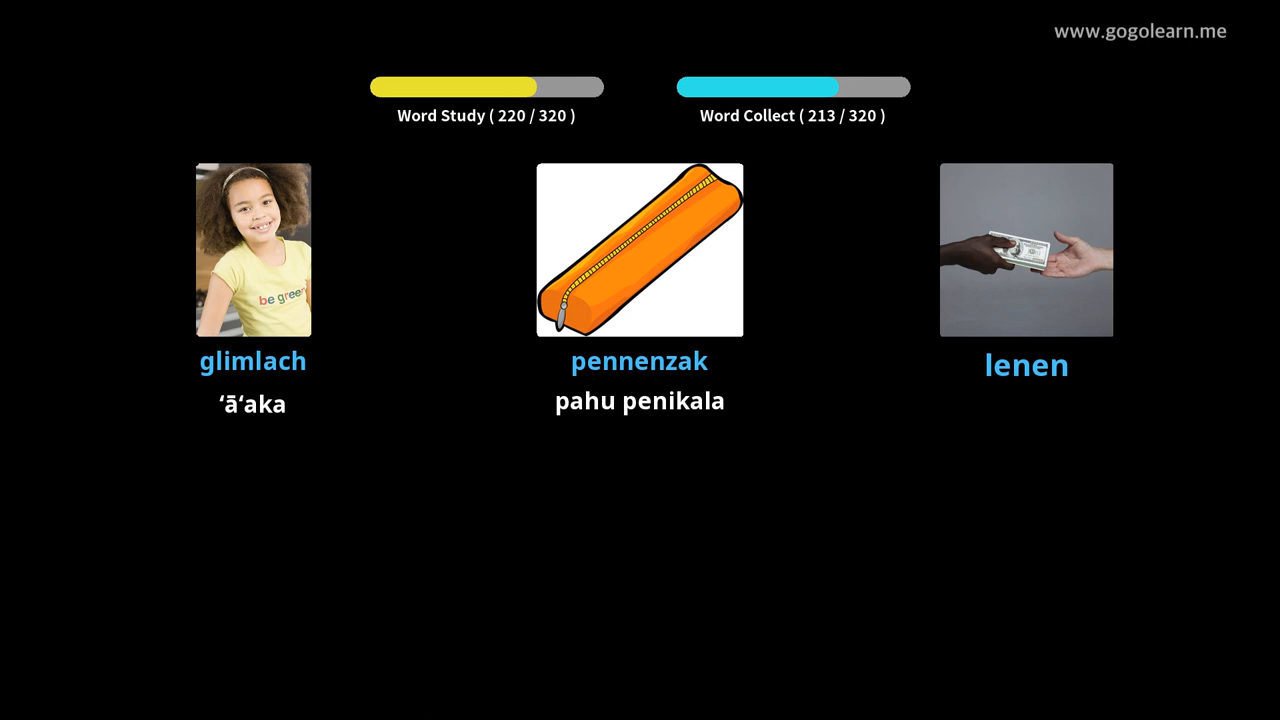 www.gogolearn.me
Word Study ( 220 / 320 )
Word Collect ( 213 / 320 )
be green
glimlach
pennenzak
lenen
ʻāʻaka
pahu penikala